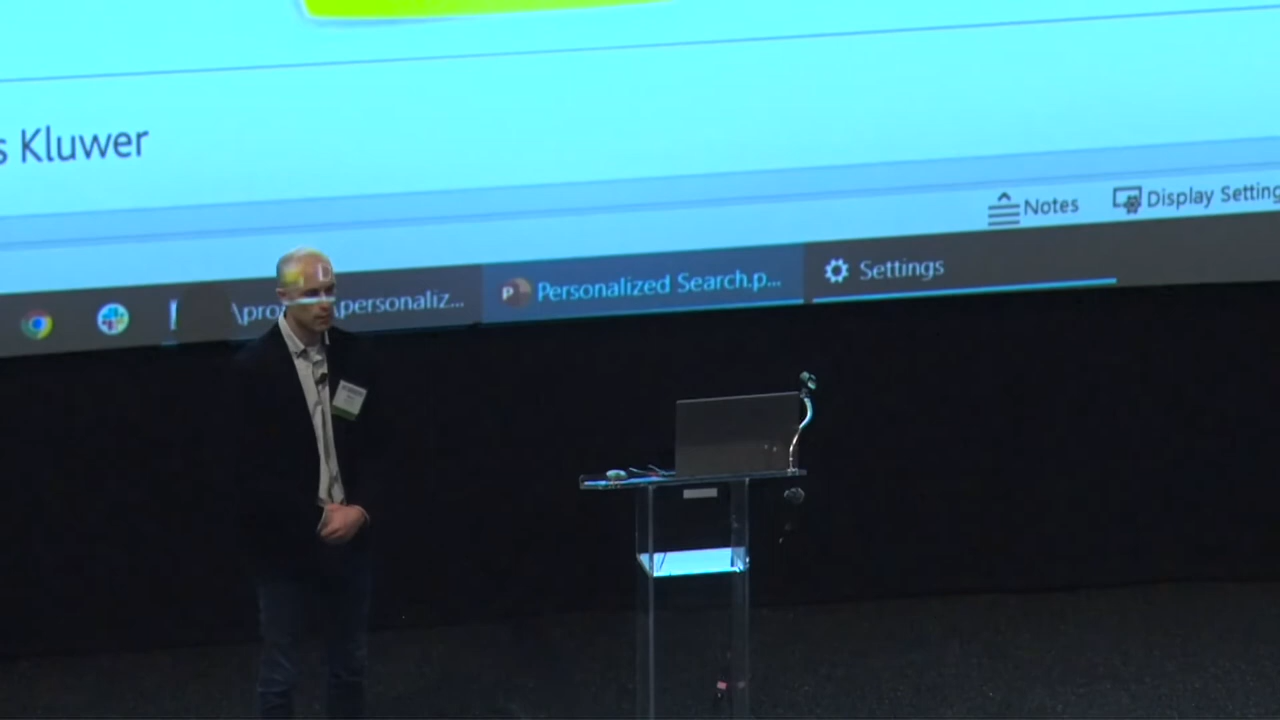 s Kluwer
Notes
Display Setting
\pro \personaliz...
Personalized Search.p...
Settings